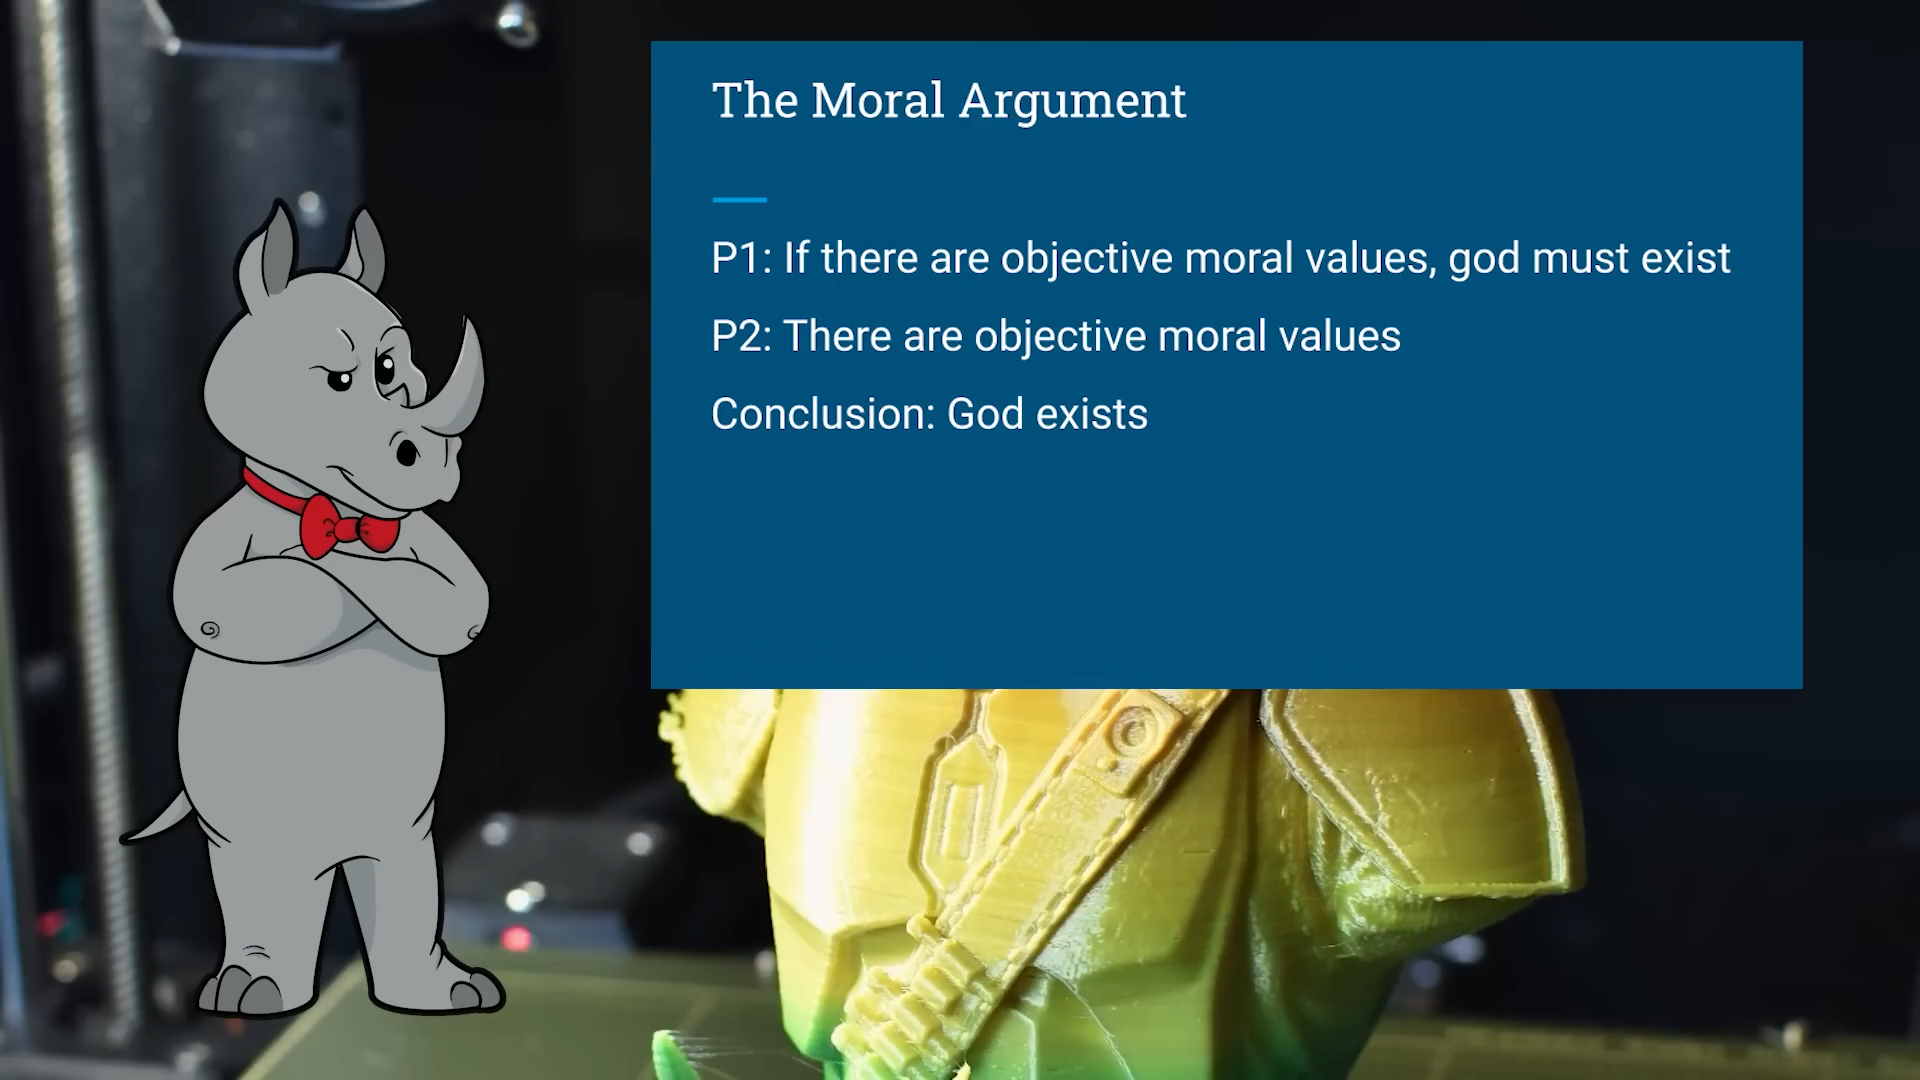 The Moral Argument
P1: If there are objective moral values, god must exist
P2: There are objective moral values
Conclusion: God exists